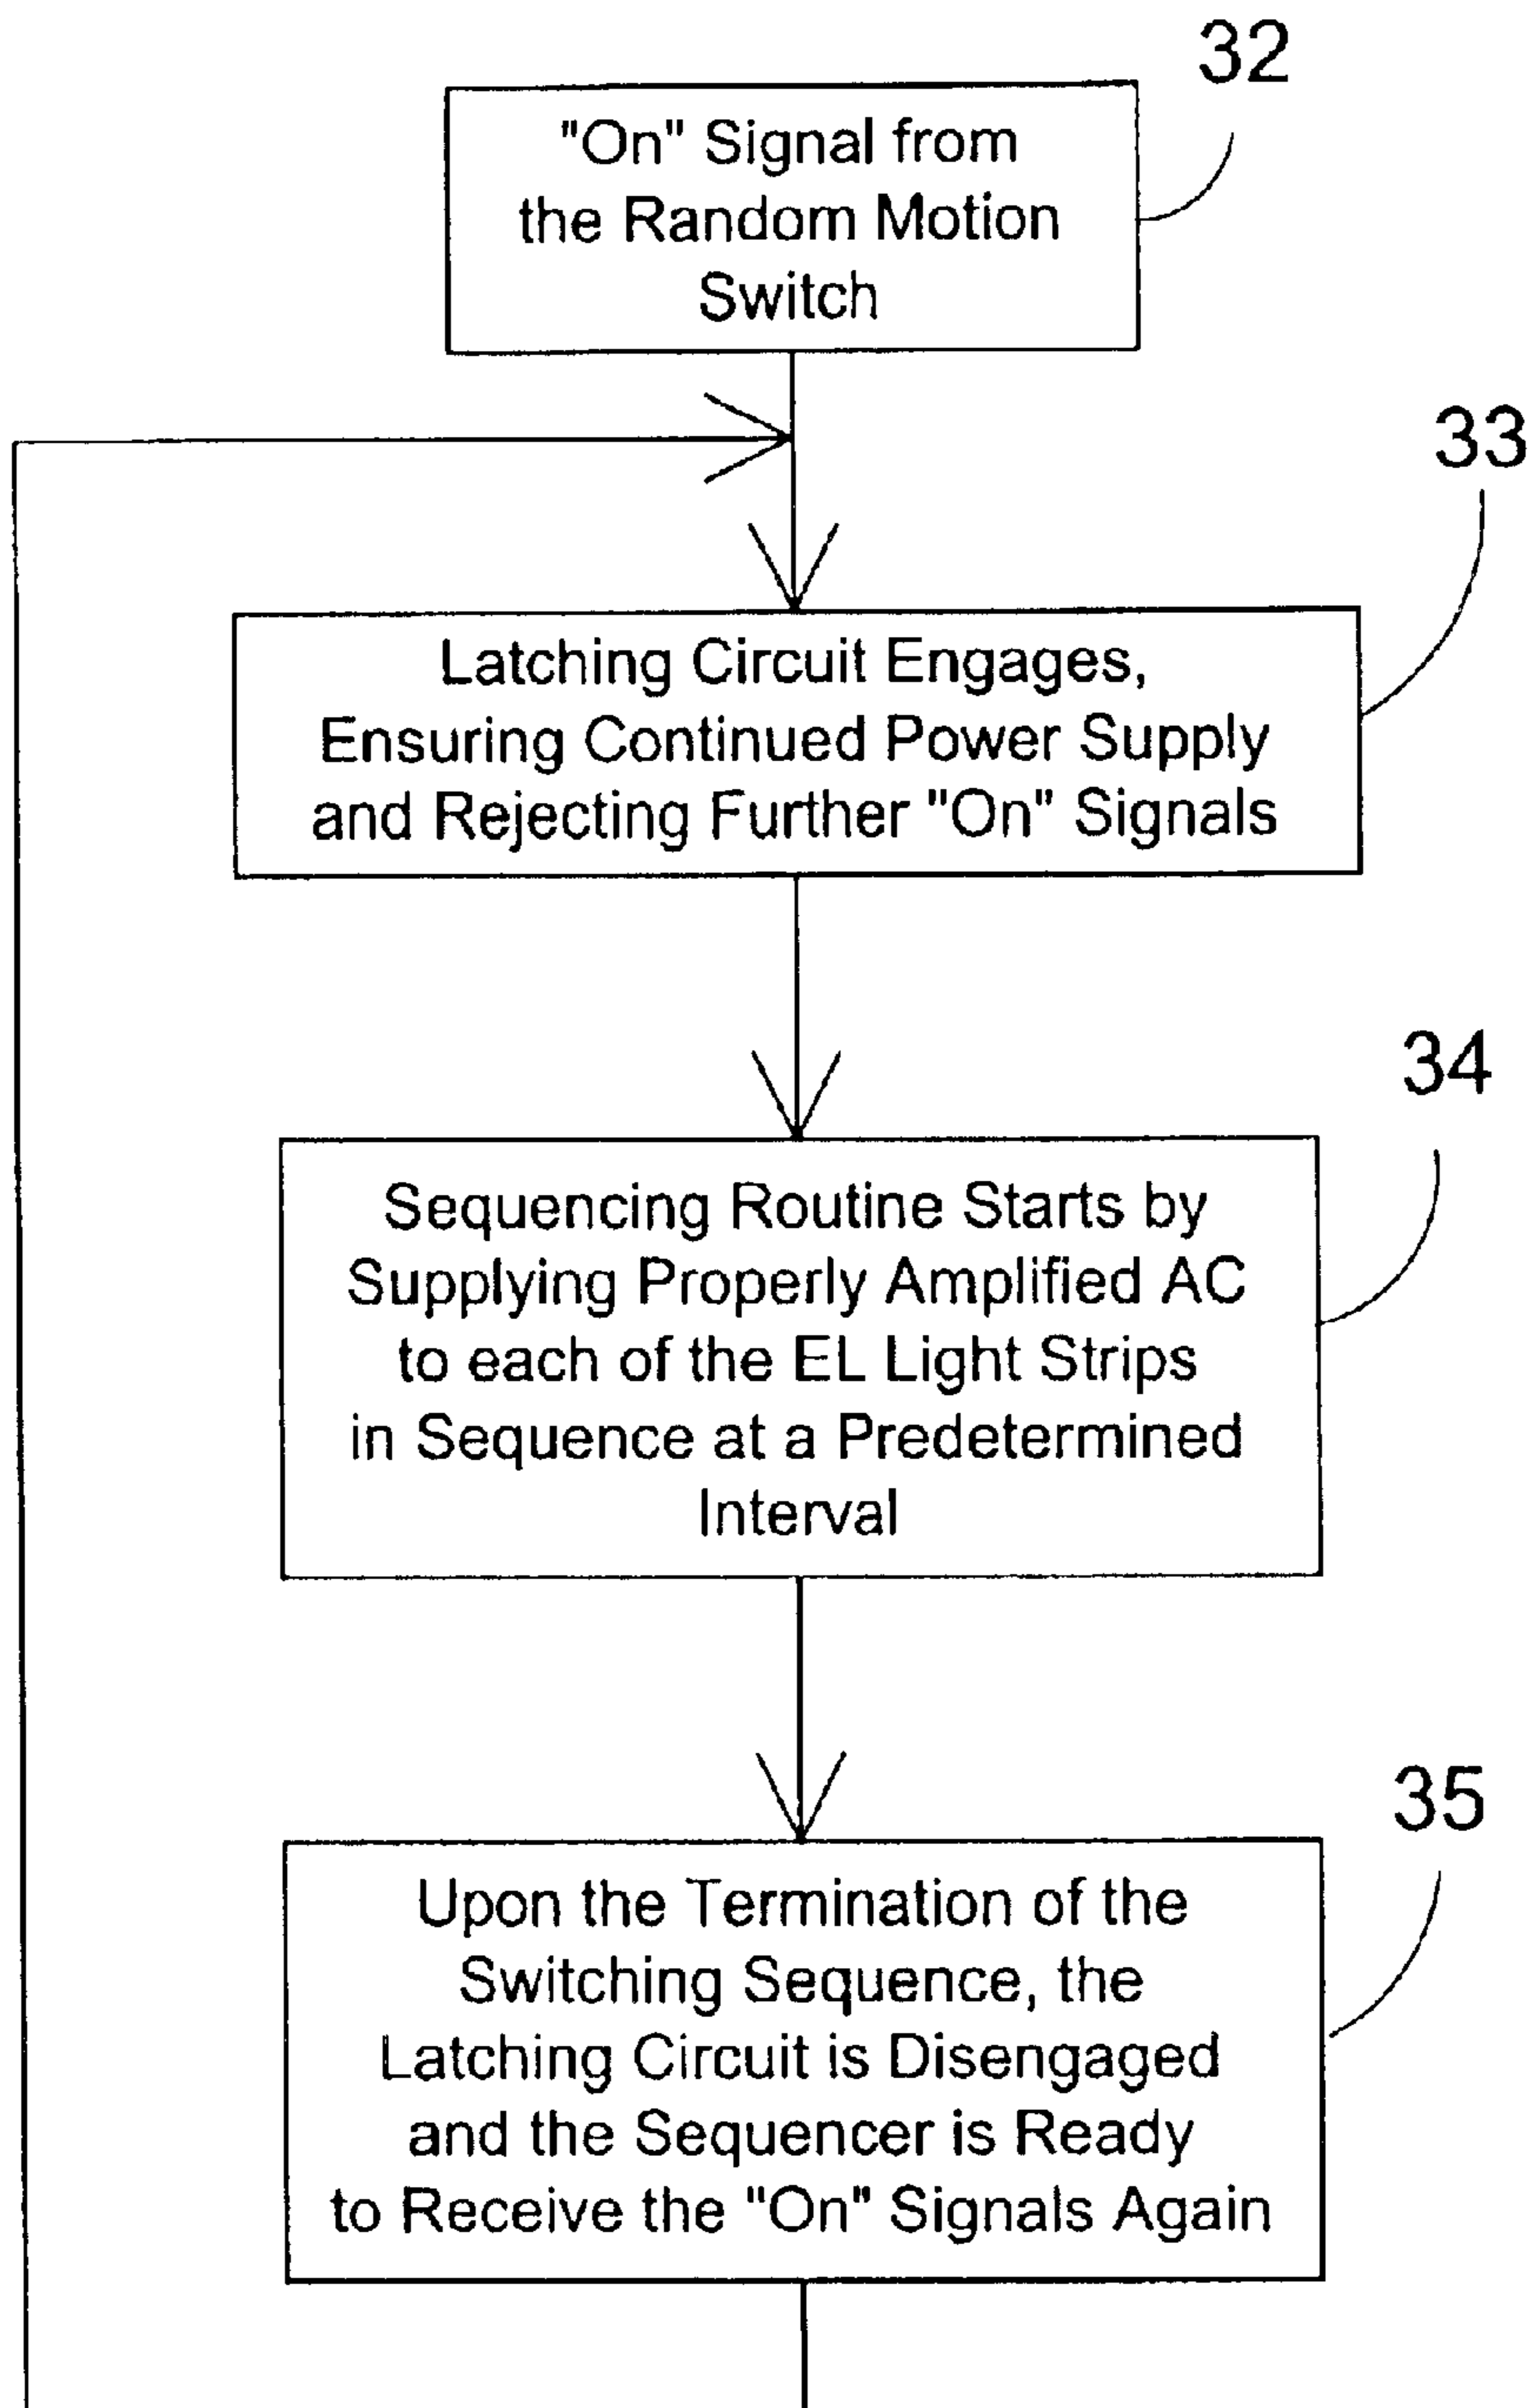 32
"On" Signal from
the Random Motion
Switch
33
Latching Circuit Engages,
Ensuring Continued Power Supply
and Rejecting Further "On" Signals
34
Sequencing Routine Starts by
Supplying Properly Amplified AC
to each of the EL Light Strips
in Sequence at a Predetermined
Interval
35
Upon the Termination of the
Switching Sequence, the
Latching Circuit is Disengaged
and the Sequencer is Ready
to Receive the "On" Signals Again